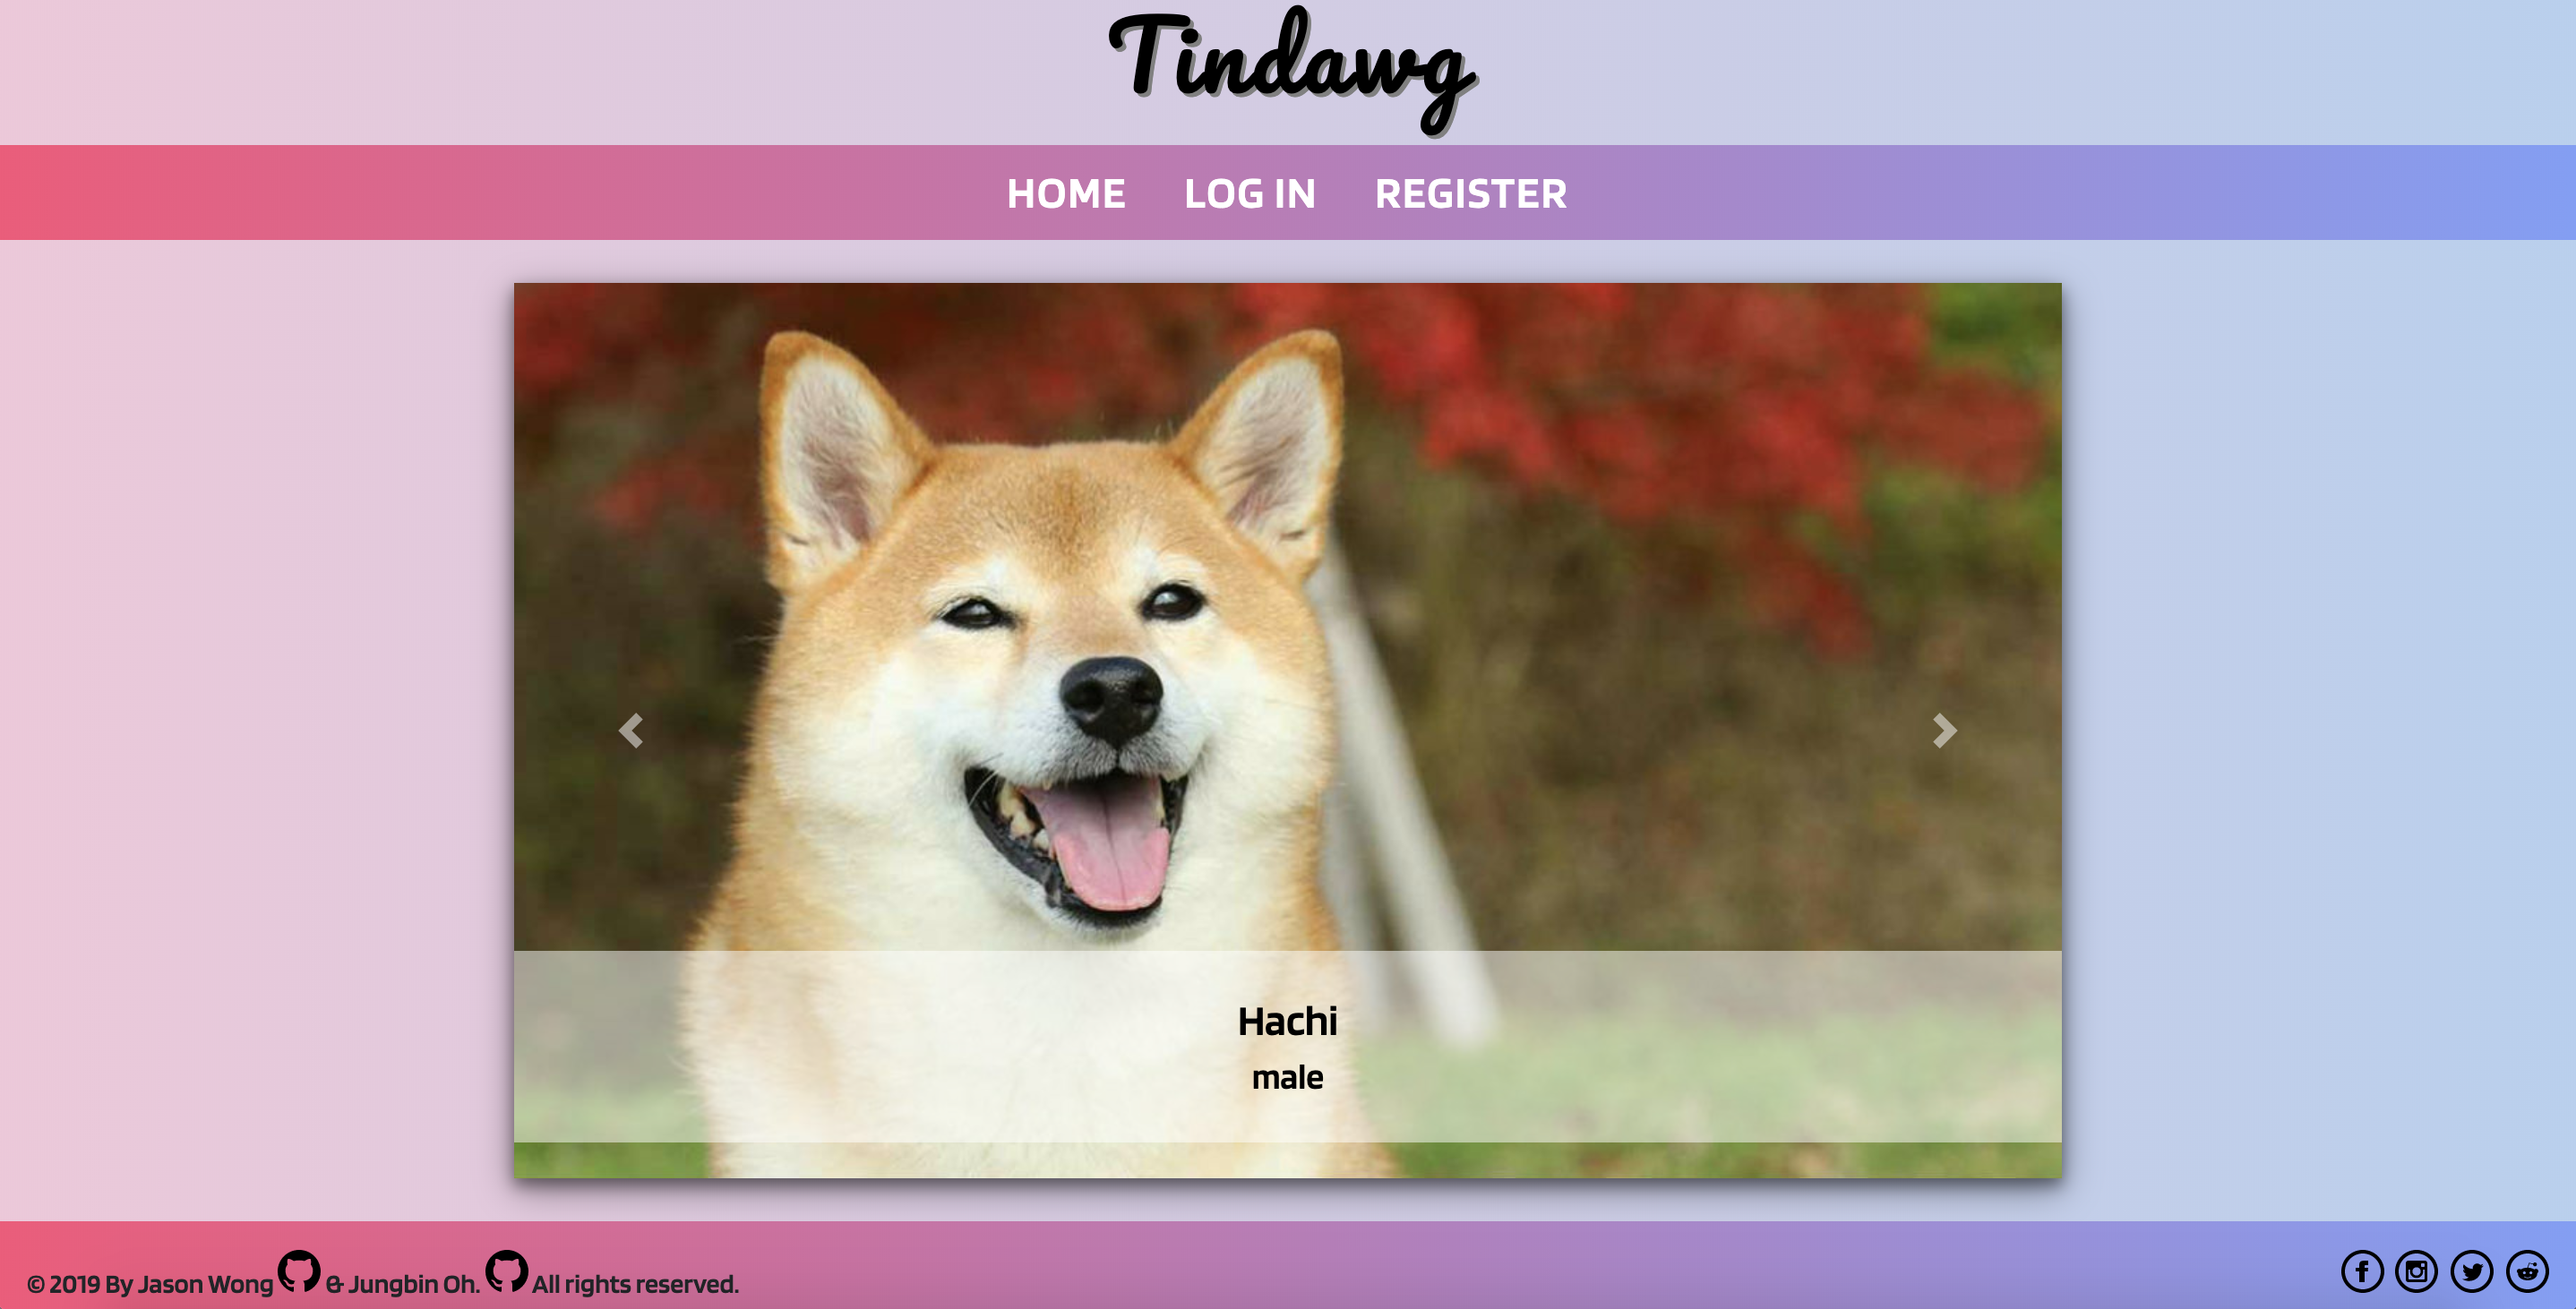 Tindawg
HOME LOG IN REGISTER
Hachi
male
© 2019 By Jason Wong & Jungbin Oh. All rights reserved.